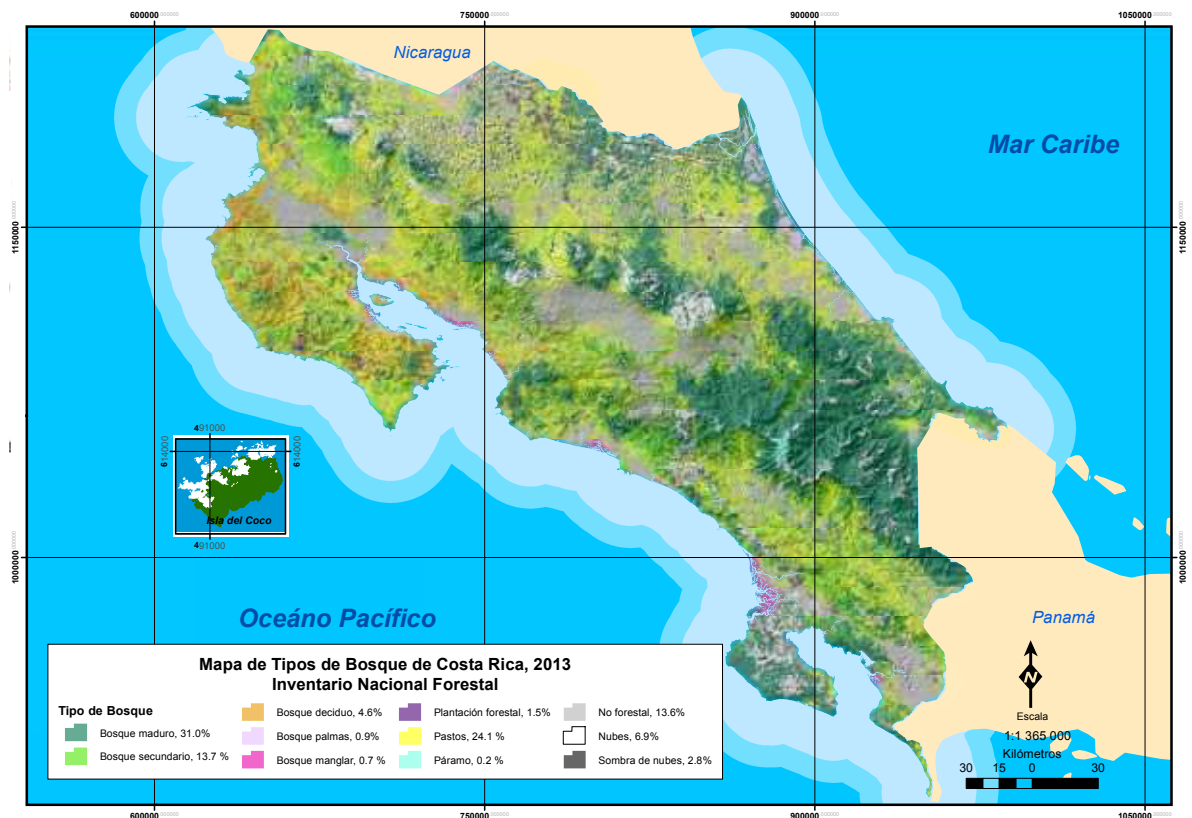 600000 750000 900000 1050000
Nicaragua
Mar Caribe
1150000 1150000
491000
614000 614000
Isla del Coco
491000
1000000 1000000
Oceáno Pacífico
Panamá
Mapa de Tipos de Bosque de Costa Rica, 2013
Inventario Nacional Forestal
Tipo de Bosque
Bosque maduro, 31.0%
Bosque secundario, 13.7 %
Bosque deciduo, 4.6%
Bosque palmas, 0.9%
Bosque manglar, 0.7 %
Plantación forestal, 1.5%
Pastos, 24.1 %
Páramo, 0.2 %
No forestal, 13.6%
Nubes, 6.9%
Sombra de nubes, 2.8%
N
Escala
1:1 365 000
Kilómetros
30 15 0 30
600000 750000 900000 1050000